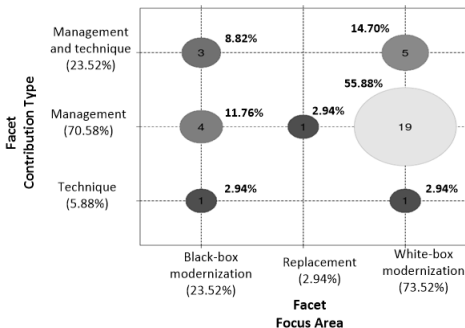 Management
and technique
(23.52%)
3
8.82%
14.70%
5
Facet
Contribution Type
Management
(70.58%)
4
11.76%
1
2.94%
55.88%
19
Technique
(5.88%)
1
2.94%
1
2.94%
Black-box
modernization
(23.52%)
Replacement
(2.94%)
White-box
modernization
(73.52%)
Facet
Focus Area